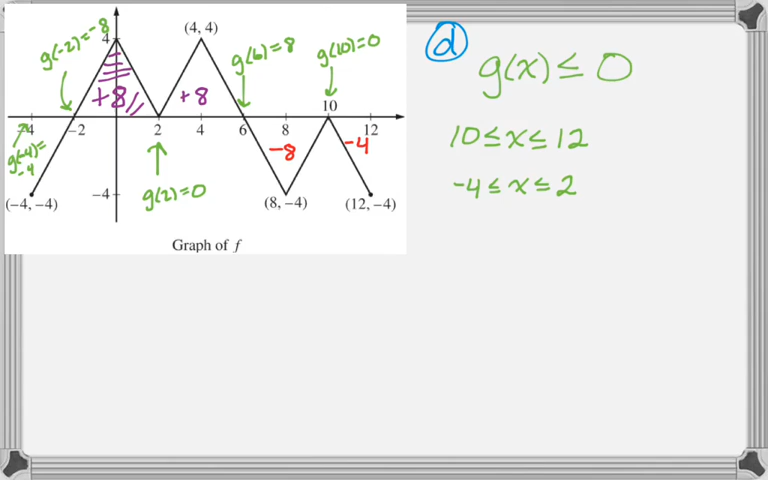 g(-2)=-8
4
(4, 4)
g(6)=8
g(10)=0
+8
+8
-4
-2
2
4
6
8
10
12
g(-4)=
-4
-8
-4
-4
g(2)=0
(-4, -4)
(8, -4)
(12, -4)
Graph of f
d
g(x) ≤ 0
10 ≤ x ≤ 12
-4 ≤ x ≤ 2